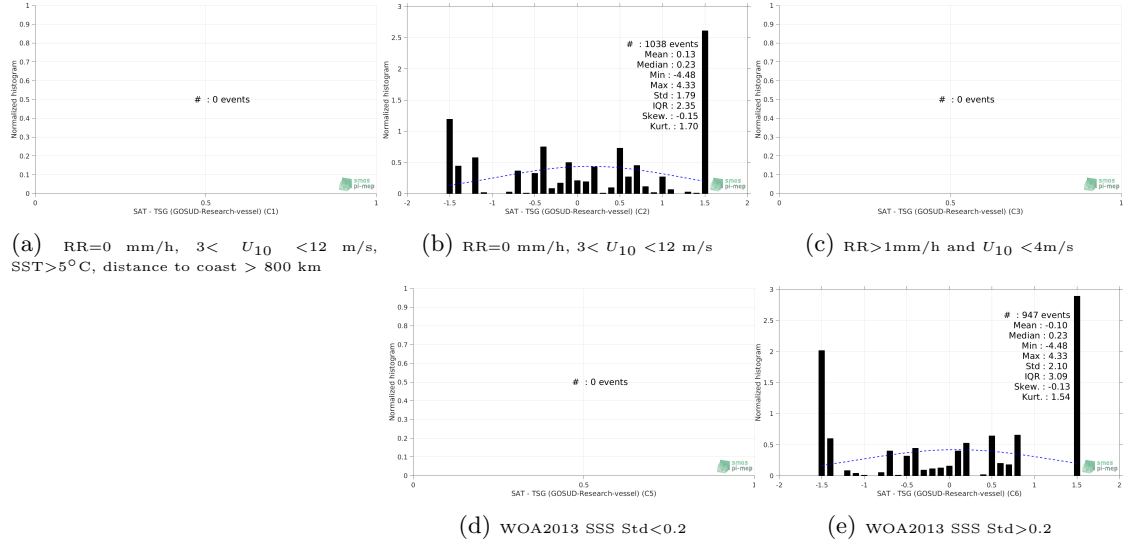 1
0.9
0.8
0.7
0.6
0.5
0.4
0.3
0.2
0.1
0
Normalized histogram
# : 0 events
smos
pi-mep
0 0.5 1
SAT - TSG (GOSUD-Research-vessel) (C1)
3
2.5
2
1.5
1
0.5
0
Normalized histogram
# : 1038 events
Mean : 0.13
Median : 0.23
Min : -4.48
Max : 4.33
Std : 1.79
IQR : 2.35
Skew. : -0.15
Kurt. : 1.70
smos
pi-mep
-2 -1.5 -1 -0.5 0 0.5 1 1.5 2
SAT - TSG (GOSUD-Research-vessel) (C2)
1
0.9
0.8
0.7
0.6
0.5
0.4
0.3
0.2
0.1
0
Normalized histogram
# : 0 events
smos
pi-mep
0 0.5 1
SAT - TSG (GOSUD-Research-vessel) (C3)
(a) RR=0 mm/h, 3< U10 <12 m/s,
SST>5°C, distance to coast > 800 km
(b) RR=0 mm/h, 3< U10 <12 m/s
(c) RR>1mm/h and U10 <4m/s
1
0.9
0.8
0.7
0.6
0.5
0.4
0.3
0.2
0.1
0
Normalized histogram
# : 0 events
smos
pi-mep
0 0.5 1
SAT - TSG (GOSUD-Research-vessel) (C5)
3
2.5
2
1.5
1
0.5
0
Normalized histogram
# : 947 events
Mean : -0.10
Median : 0.23
Min : -4.48
Max : 4.33
Std : 2.10
IQR : 3.09
Skew. : -0.13
Kurt. : 1.54
smos
pi-mep
-2 -1.5 -1 -0.5 0 0.5 1 1.5 2
SAT - TSG (GOSUD-Research-vessel) (C6)
(d) WOA2013 SSS Std<0.2
(e) WOA2013 SSS Std>0.2